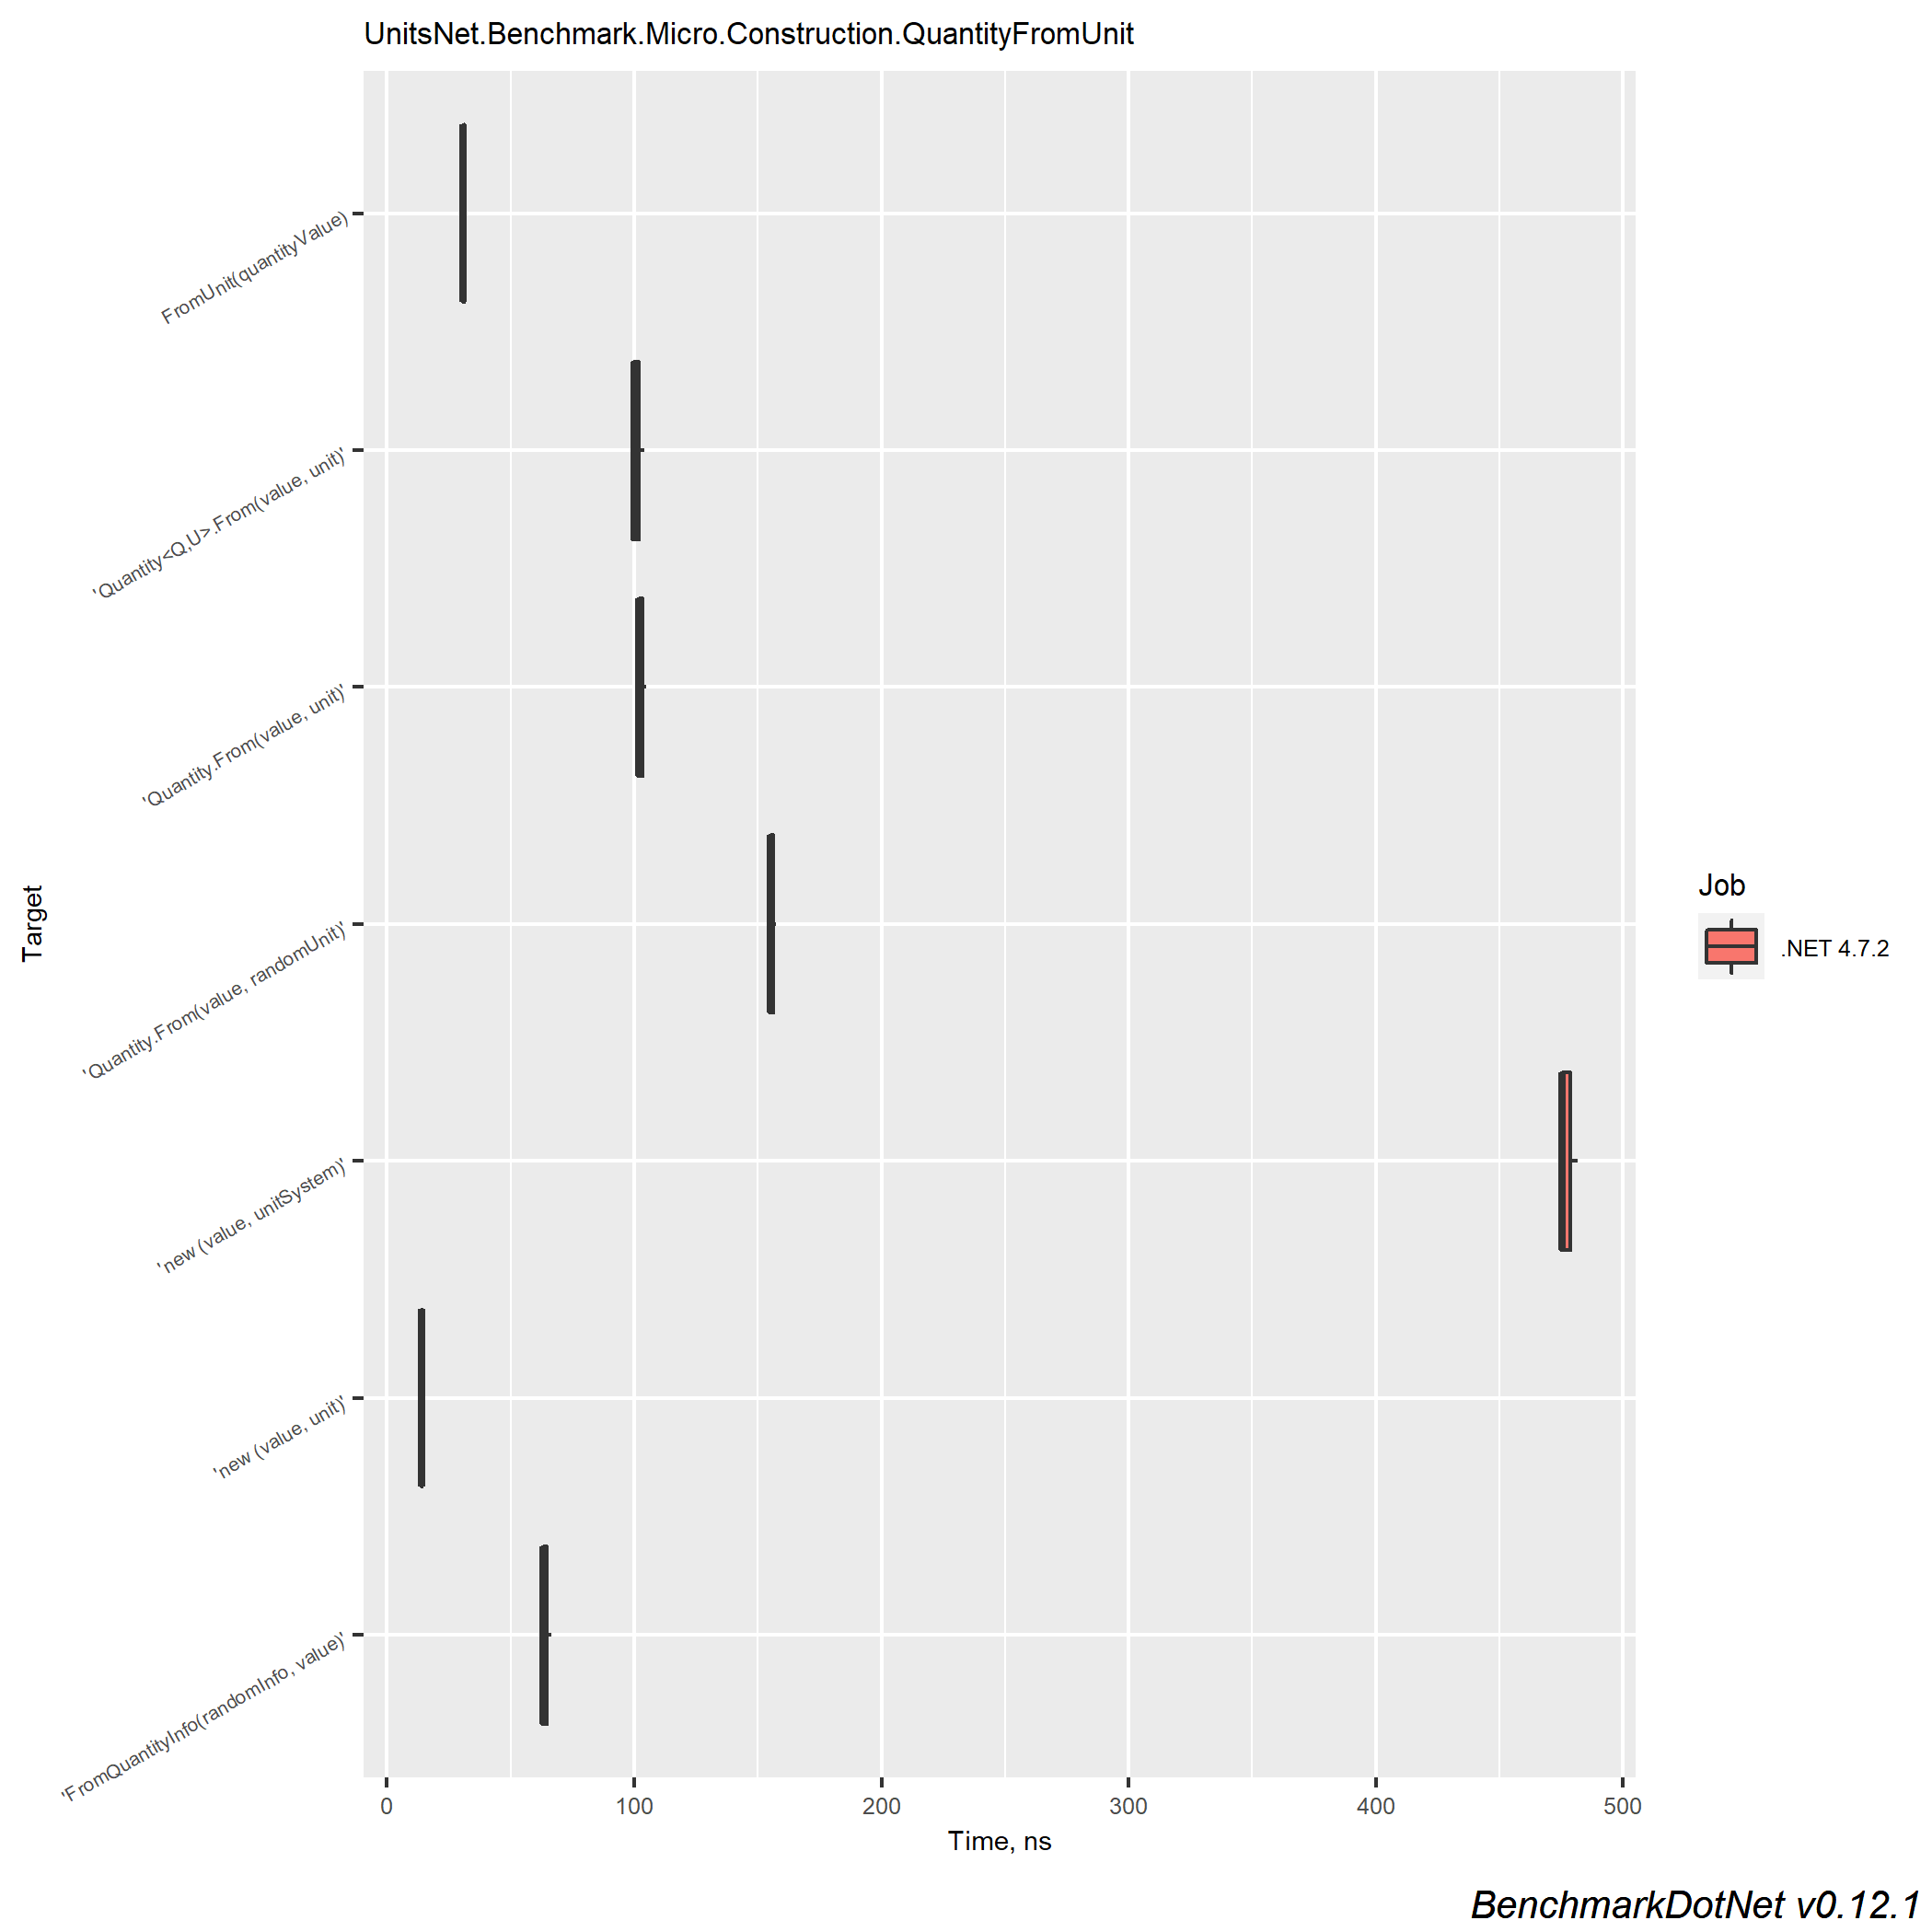 UnitsNet.Benchmark.Micro.Construction.QuantityFromUnit
FromUnit(quantityValue)
'Quantity<Q,U>.From(value, unit)'
'Quantity.From(value, unit)'
'Quantity.From(value, randomUnit)'
'new (value, unitSystem)'
'new (value, unit)'
'FromQuantityInfo(randomInfo, value)'
Target
0 100 200 300 400 500
Time, ns
Job
.NET 4.7.2
BenchmarkDotNet v0.12.1